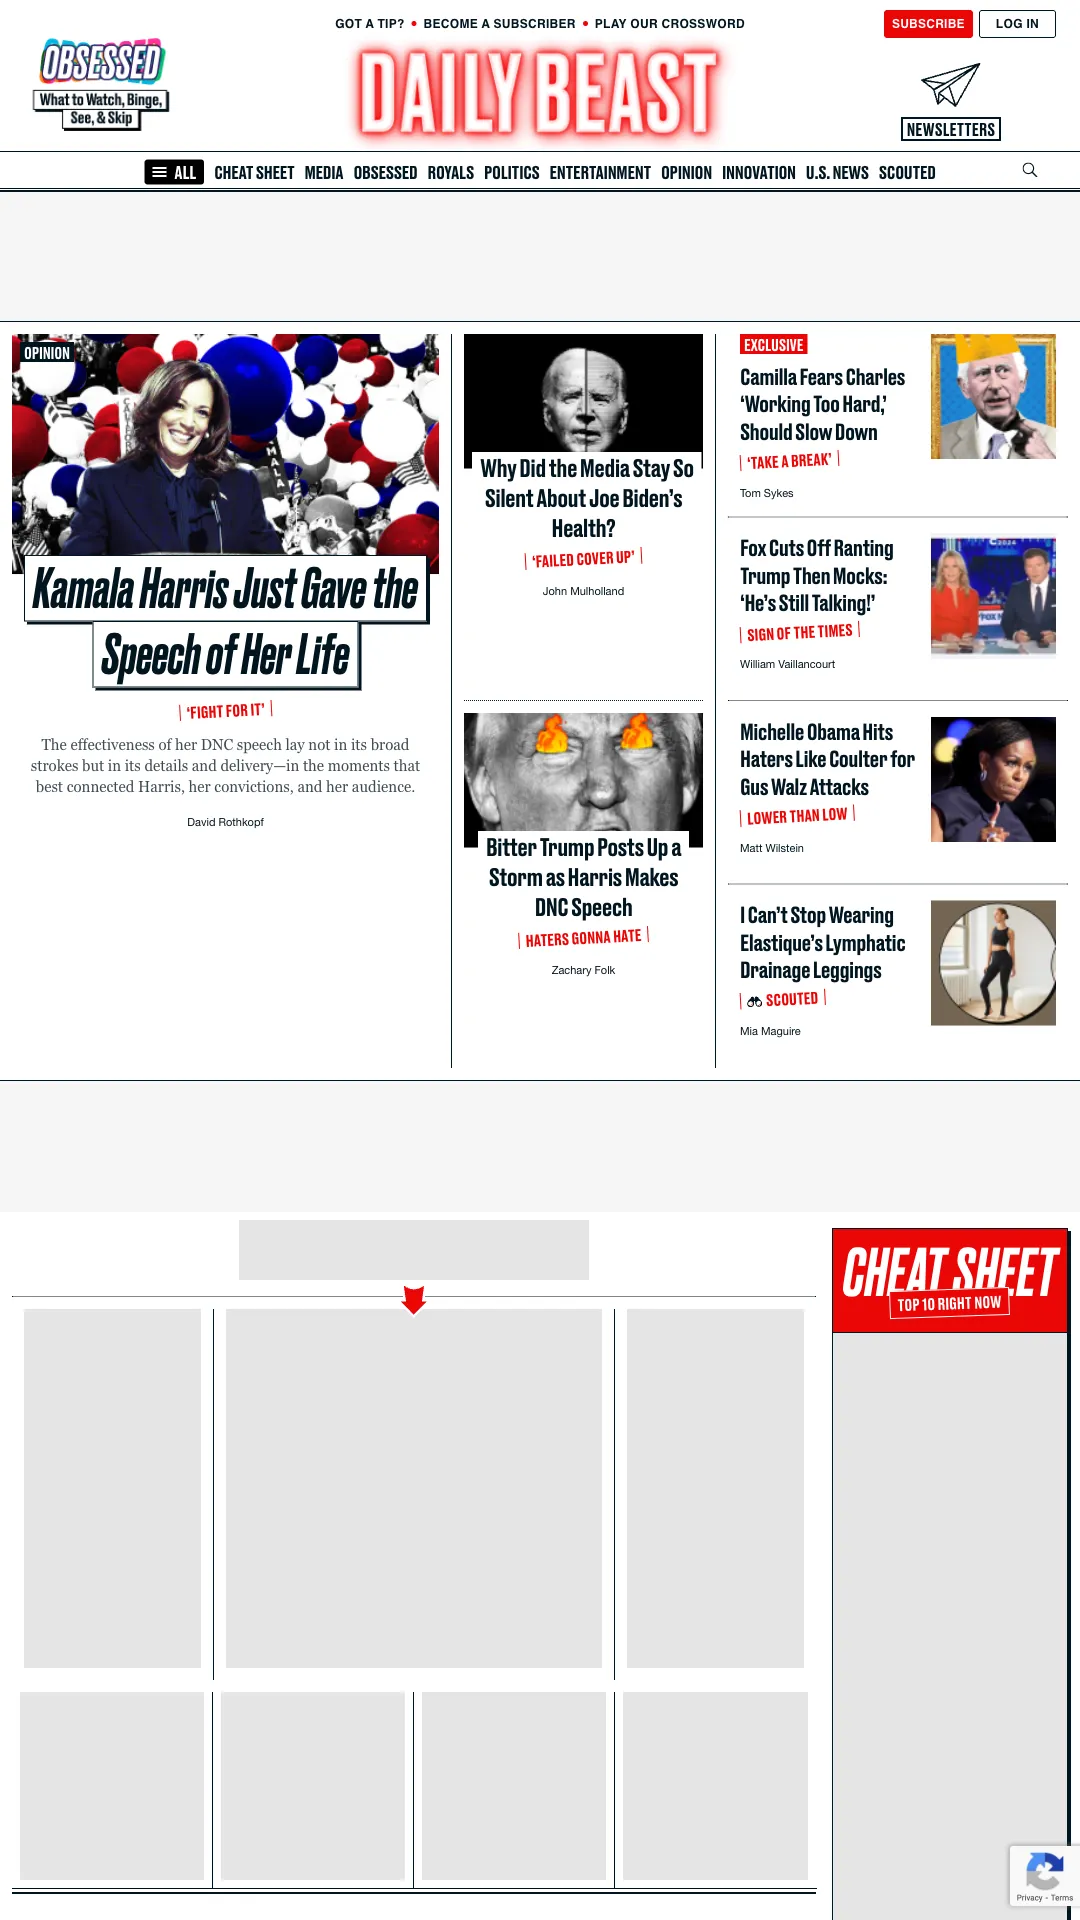 GOT A TIP? • BECOME A SUBSCRIBER • PLAY OUR CROSSWORD
SUBSCRIBE
LOG IN
OBSESSED
What to Watch, Binge,
See, & Skip
DAILY BEAST
NEWSLETTERS
ALL CHEAT SHEET MEDIA OBSESSED ROYALS POLITICS ENTERTAINMENT OPINION INNOVATION U.S. NEWS SCOUTED
OPINION
Kamala Harris Just Gave the
Speech of Her Life
‘FIGHT FOR IT’
The effectiveness of her DNC speech lay not in its broad
strokes but in its details and delivery—in the moments that
best connected Harris, her convictions, and her audience.
David Rothkopf
Why Did the Media Stay So
Silent About Joe Biden’s
Health?
‘FAILED COVER UP’
John Mulholland
Bitter Trump Posts Up a
Storm as Harris Makes
DNC Speech
HATERS GONNA HATE
Zachary Folk
EXCLUSIVE
Camilla Fears Charles
‘Working Too Hard,’
Should Slow Down
‘TAKE A BREAK’
Tom Sykes
Fox Cuts Off Ranting
Trump Then Mocks:
‘He’s Still Talking!’
SIGN OF THE TIMES
William Vaillancourt
Michelle Obama Hits
Haters Like Coulter for
Gus Walz Attacks
LOWER THAN LOW
Matt Wilstein
I Can’t Stop Wearing
Elastique’s Lymphatic
Drainage Leggings
SCOUTED
Mia Maguire
CHEAT SHEET
TOP 10 RIGHT NOW
Privacy - Terms